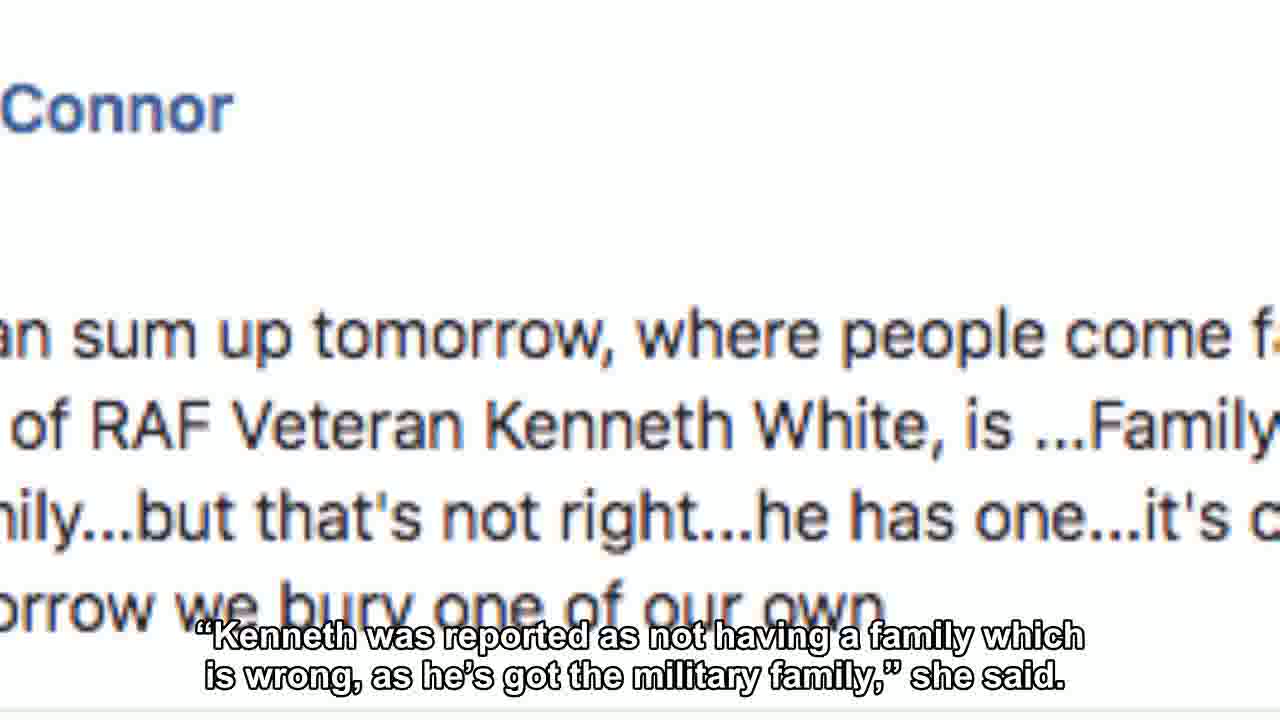 Connor
an sum up tomorrow, where people come f
of RAF Veteran Kenneth White, is ...Family
ily...but that's not right...he has one...it's
orrow we bury one of our own
“Kenneth was reported as not having a family which
is wrong, as he’s got the military family,” she said.